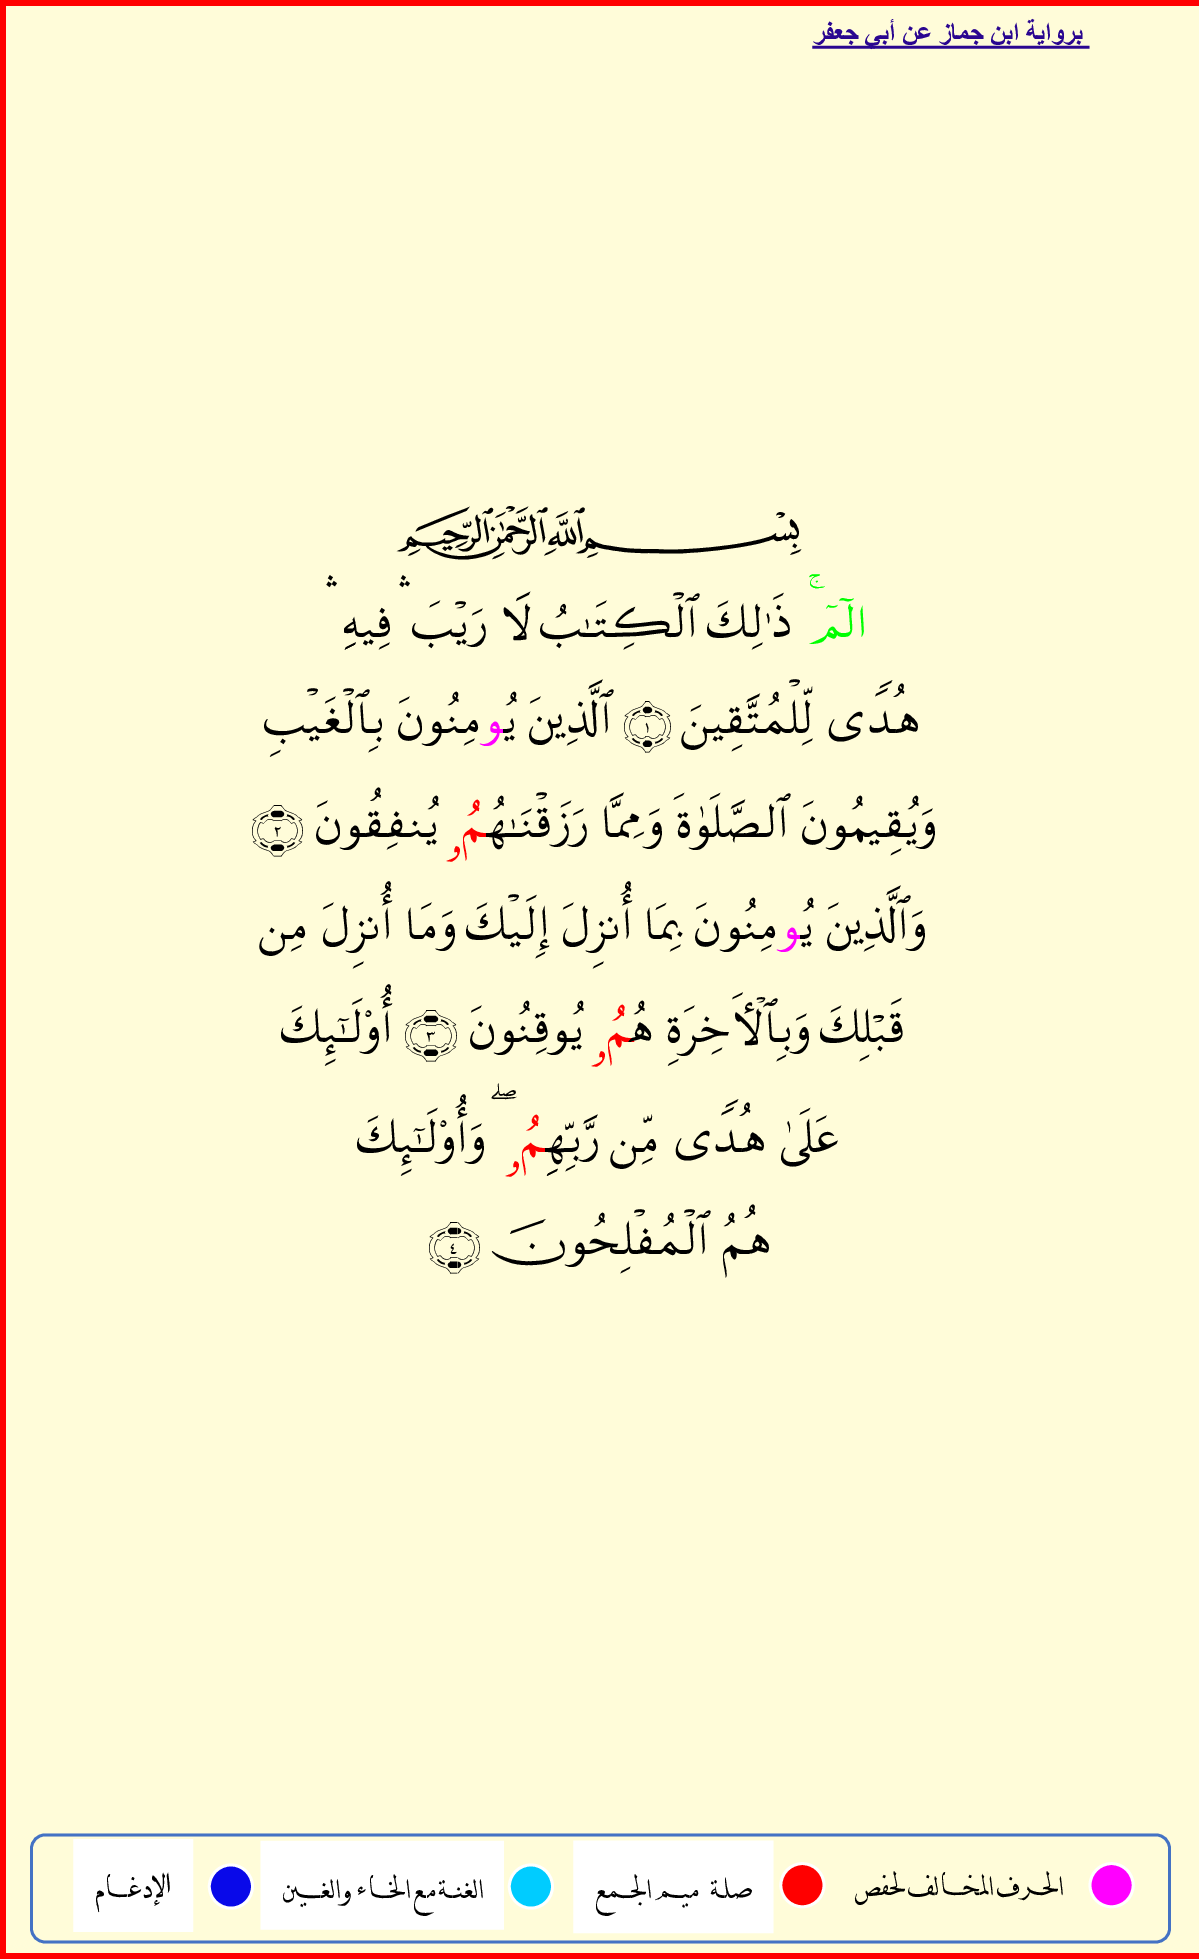 برواية ابن جماز عن أبي جعفر
بِسْمِ ٱللَّهِ ٱلرَّحْمَٰنِ ٱلرَّحِيمِ
الٓمٓۚ ذَٰلِكَ ٱلْكِتَـٰبُ لَا رَيْبَۛ فِيهِۛ
هُدًى لِّلْمُتَّقِينَ ١ ٱلَّذِينَ يُومِنُونَ بِٱلْغَيْبِ
وَيُقِيمُونَ ٱلصَّلَوٰةَ وَمِمَّا رَزَقْنَـٰهُمُۥ يُنفِقُونَ ٢
وَٱلَّذِينَ يُومِنُونَ بِمَا أُنزِلَ إِلَيْكَ وَمَا أُنزِلَ مِن
قَبْلِكَ وَبِٱلْأَخِرَةِ هُمُۥ يُوقِنُونَ ٣ أُوْلَـٰٓئِكَ
عَلَىٰ هُدًى مِّن رَّبِّهِمُۥۖ وَأُوْلَـٰٓئِكَ
هُمُ ٱلْمُفْلِحُونَ ٤
الحرف المخالف لحفص صلة ميم الجمع الغنة مع الخاء والغين الإدغام